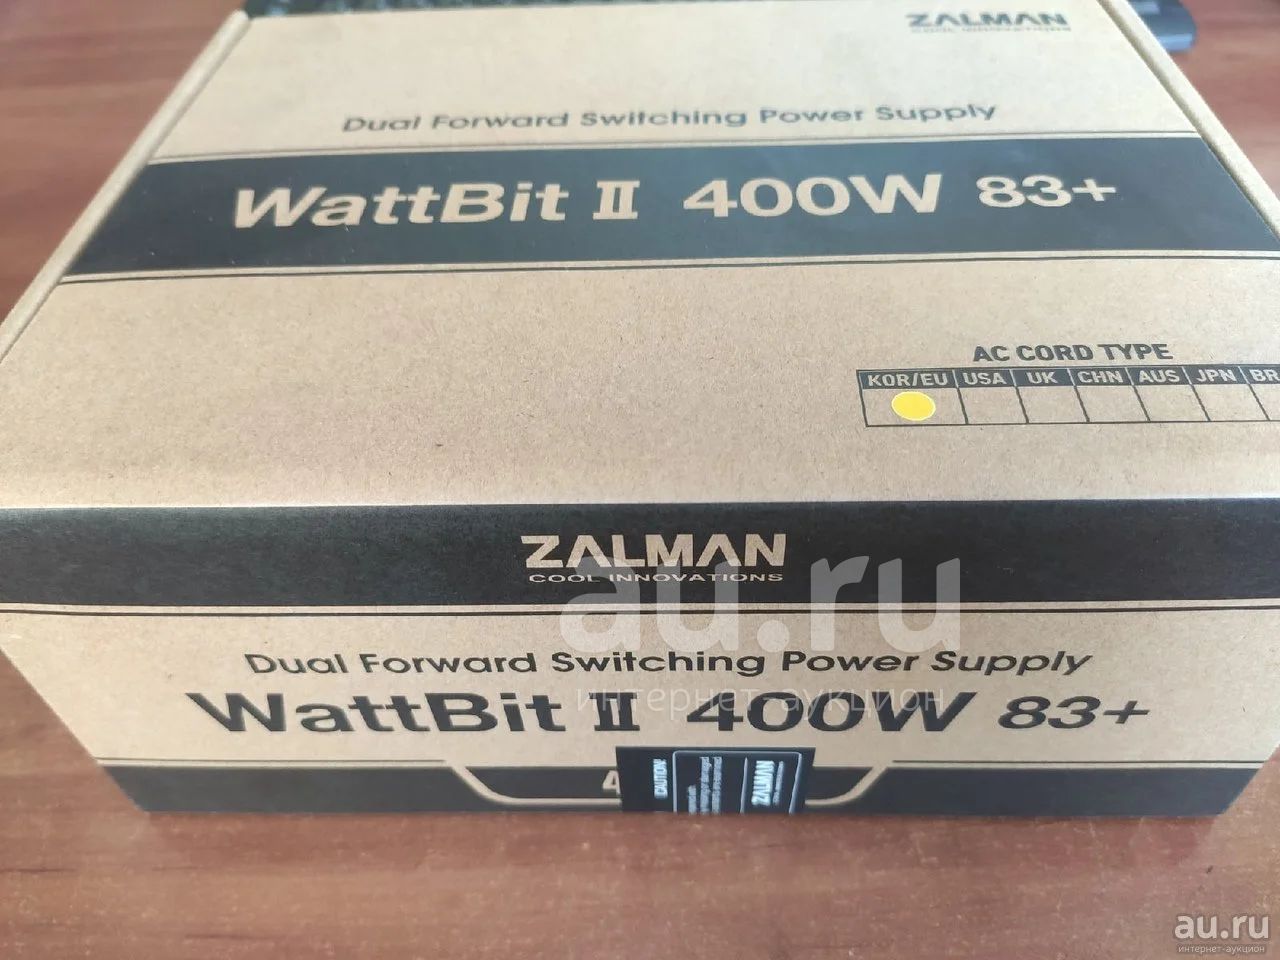 ZALMAN
COOL INNOVATIONS
Dual Forward Switching Power Supply
WattBit II 400W 83+
AC CORD TYPE
KOR/EU USA UK CHN AUS JPN BR
ZALMAN
COOL INNOVATIONS
au.ru
Dual Forward Switching Power Supply
интернет-аукцион
WattBit II 400W 83+
4
CAUTION!
ZALMAN
au.ru
интернет-аукцион